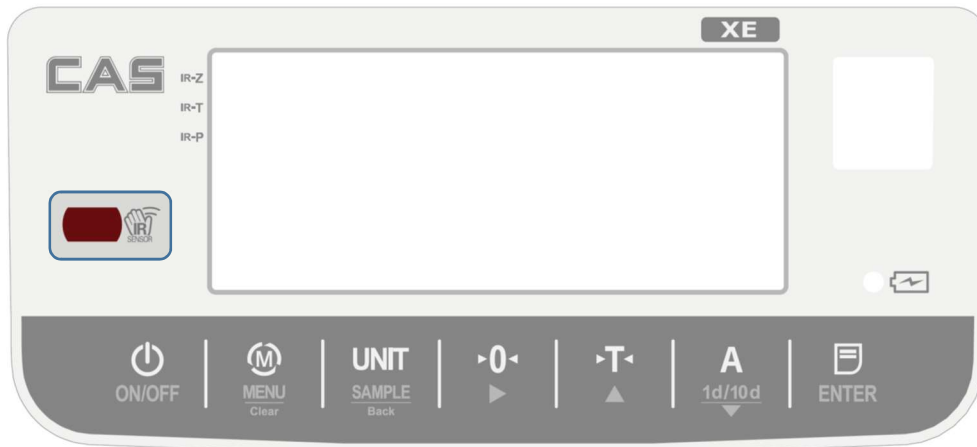 XE
CAS
IR-Z
IR-T
IR-P
IR
SENSOR
ON/OFF
M
MENU
Clear
UNIT
SAMPLE
Back
0
T
A
1d/10d
ENTER